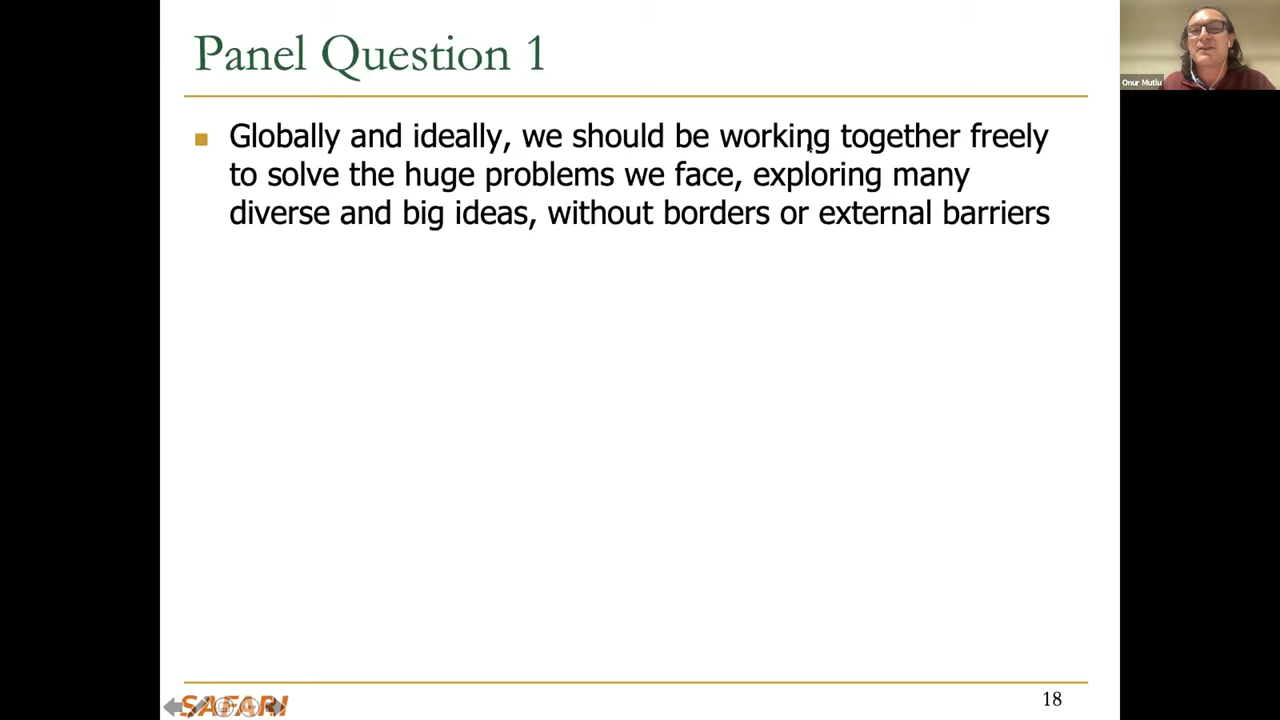 Panel Question 1
Onur Mutlu
Globally and ideally, we should be working together freely
to solve the huge problems we face, exploring many
diverse and big ideas, without borders or external barriers
SAFARI
18